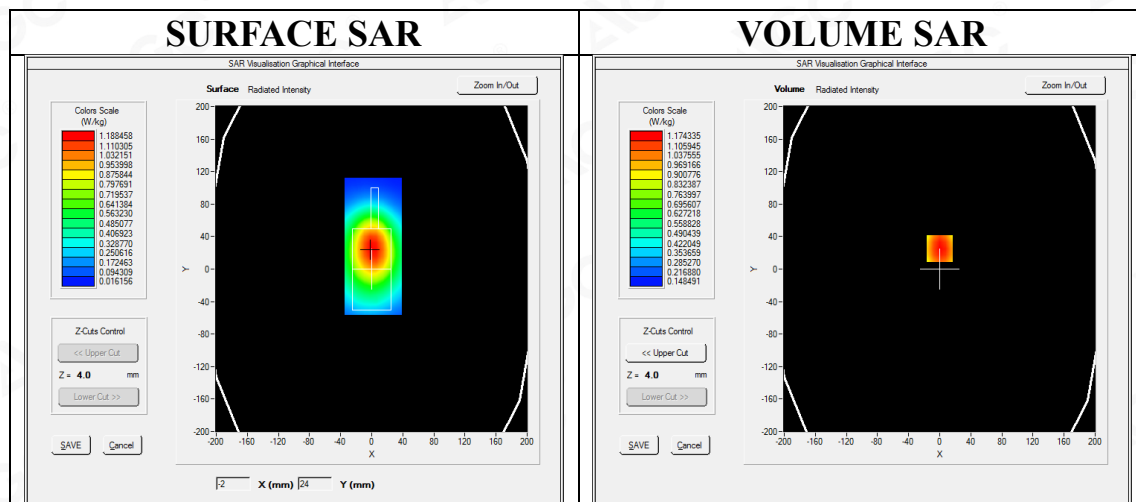 SURFACE SAR
VOLUME SAR
SAR Visualisation Graphical Interface
Surface Radiated Intensity
Zoom In/Out
Colors Scale
(W/kg)
1.188458
1.110305
1.032151
0.953998
0.875844
0.797691
0.719537
0.641384
0.563230
0.485077
0.406923
0.328770
0.250616
0.172463
0.094309
0.016156
200
160
120
80
40
0
-40
-80
-120
-160
-200
Y
-200 -160 -120 -80 -40 0 40 80 120 160 200
X
Z-Cuts Control
<< Upper Cut
Z = 4.0 mm
Lower Cut >>
SAVE Cancel
-2 X (mm) 24 Y (mm)
SAR Visualisation Graphical Interface
Volume Radiated Intensity
Zoom In/Out
Colors Scale
(W/kg)
1.174335
1.105945
1.037555
0.969166
0.900776
0.832387
0.763997
0.695607
0.627218
0.558828
0.490439
0.422049
0.353659
0.285270
0.216880
0.148491
200
160
120
80
40
0
-40
-80
-120
-160
-200
Y
-200 -160 -120 -80 -40 0 40 80 120 160 200
X
Z-Cuts Control
<< Upper Cut
Z = 4.0 mm
Lower Cut >>
SAVE Cancel